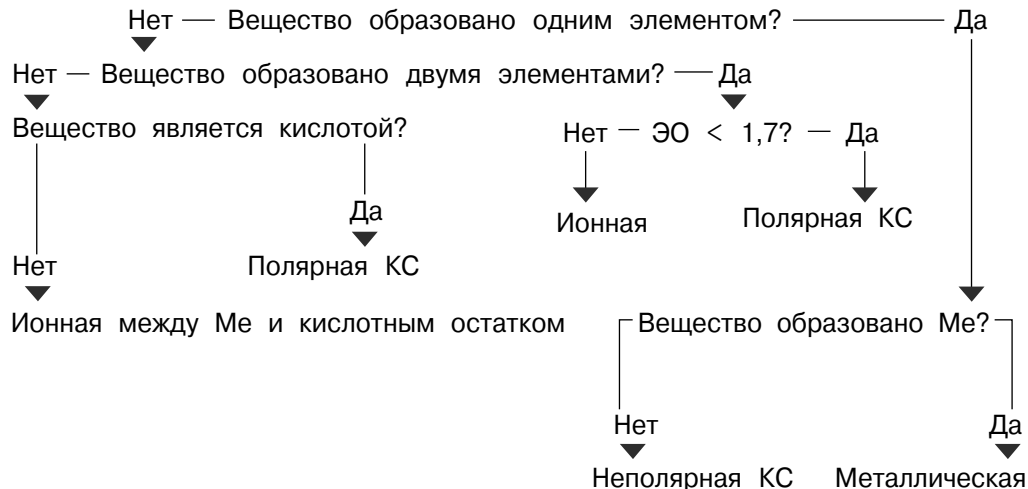 Нет — Вещество образовано одним элементом? — Да
Нет — Вещество образовано двумя элементами? — Да
Вещество является кислотой?
Нет — ЭО < 1,7? — Да
Да
Ионная
Полярная КС
Нет
Полярная КС
Ионная между Ме и кислотным остатком
Вещество образовано Ме?
Нет
Да
Неполярная КС
Металлическая